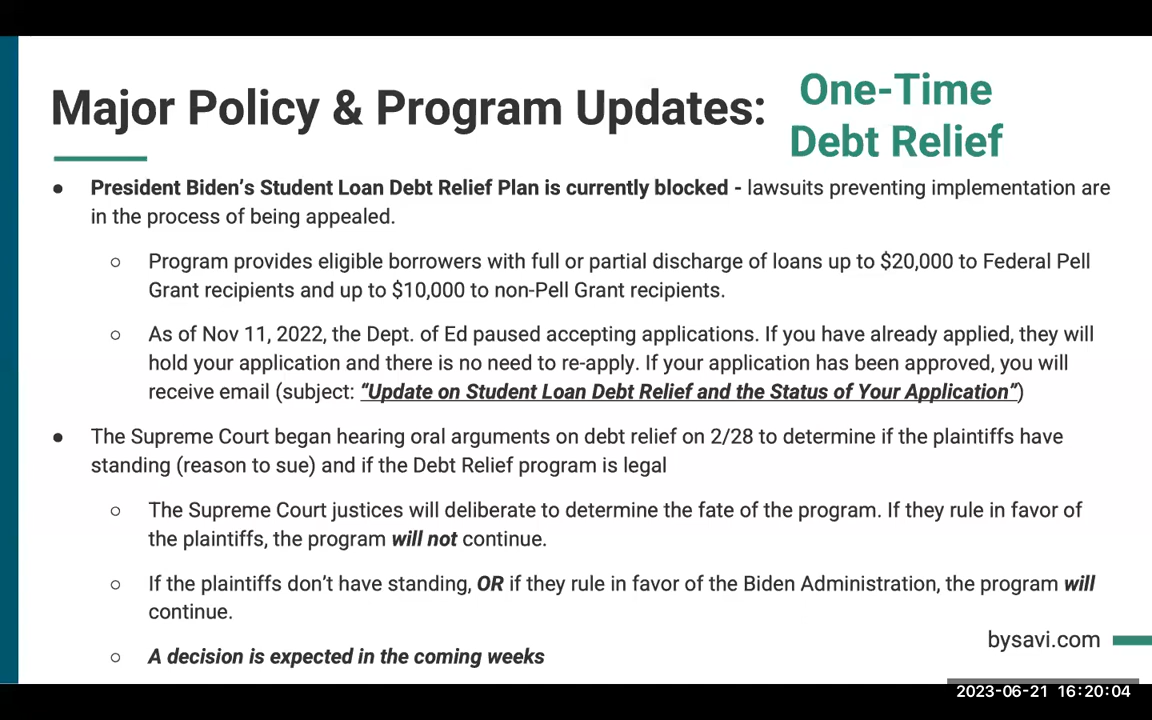 Major Policy & Program Updates:
One-Time
Debt Relief
● President Biden’s Student Loan Debt Relief Plan is currently blocked - lawsuits preventing implementation are
in the process of being appealed.
○ Program provides eligible borrowers with full or partial discharge of loans up to $20,000 to Federal Pell
Grant recipients and up to $10,000 to non-Pell Grant recipients.
○ As of Nov 11, 2022, the Dept. of Ed paused accepting applications. If you have already applied, they will
hold your application and there is no need to re-apply. If your application has been approved, you will
receive email (subject: “Update on Student Loan Debt Relief and the Status of Your Application”)
● The Supreme Court began hearing oral arguments on debt relief on 2/28 to determine if the plaintiffs have
standing (reason to sue) and if the Debt Relief program is legal
○ The Supreme Court justices will deliberate to determine the fate of the program. If they rule in favor of
the plaintiffs, the program will not continue.
○ If the plaintiffs don’t have standing, OR if they rule in favor of the Biden Administration, the program will
continue.
○ A decision is expected in the coming weeks
bysavi.com
2023-06-21 16:20:04